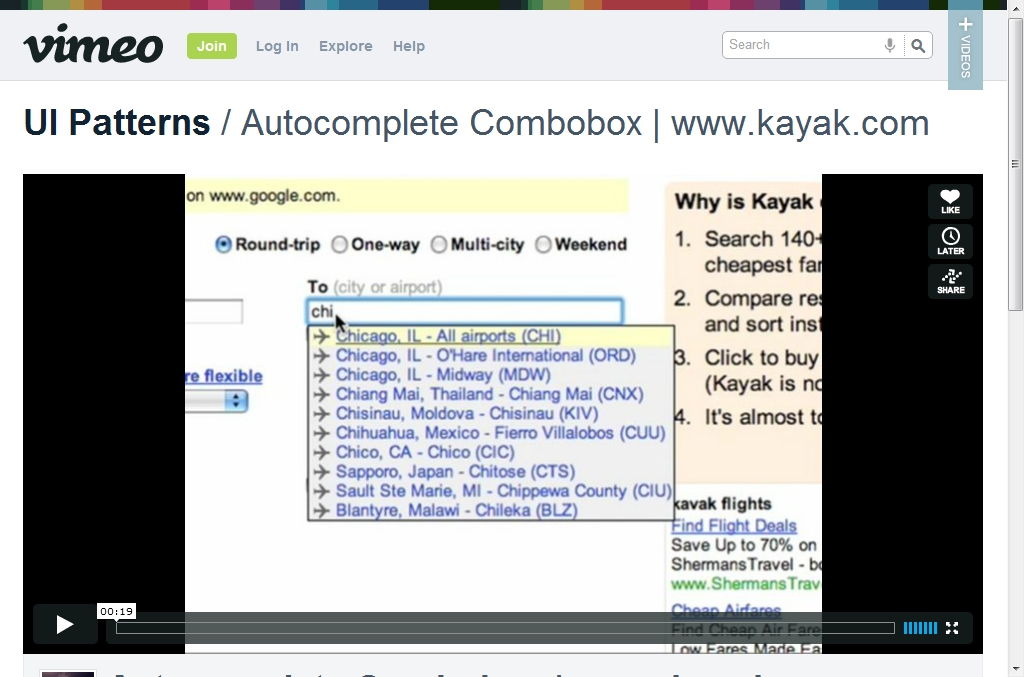 vimeo
Join Log In Explore Help
Search
+ VIDEOS
UI Patterns / Autocomplete Combobox | www.kayak.com
on www.google.com.
Round-trip One-way Multi-city Weekend
To (city or airport)
chi
Chicago, IL - All airports (CHI)
Chicago, IL - O'Hare International (ORD)
Chicago, IL - Midway (MDW)
Chiang Mai, Thailand - Chiang Mai (CNX)
Chisinau, Moldova - Chisinau (KIV)
Chihuahua, Mexico - Fierro Villalobos (CUU)
Chico, CA - Chico (CIC)
Sapporo, Japan - Chitose (CTS)
Sault Ste Marie, MI - Chippewa County (CIU)
Blantyre, Malawi - Chileka (BLZ)
re flexible
Why is Kayak
1. Search 140+
cheapest far
2. Compare res
and sort inst
3. Click to buy
(Kayak is no
4. It's almost to
kayak flights
Find Flight Deals
Save Up to 70% on
ShermansTravel - bo
www.ShermansTrav
Cheap Airfares
Find Cheap Air Fare
Low Fares Made Ea
LIKE
LATER
SHARE
00:19